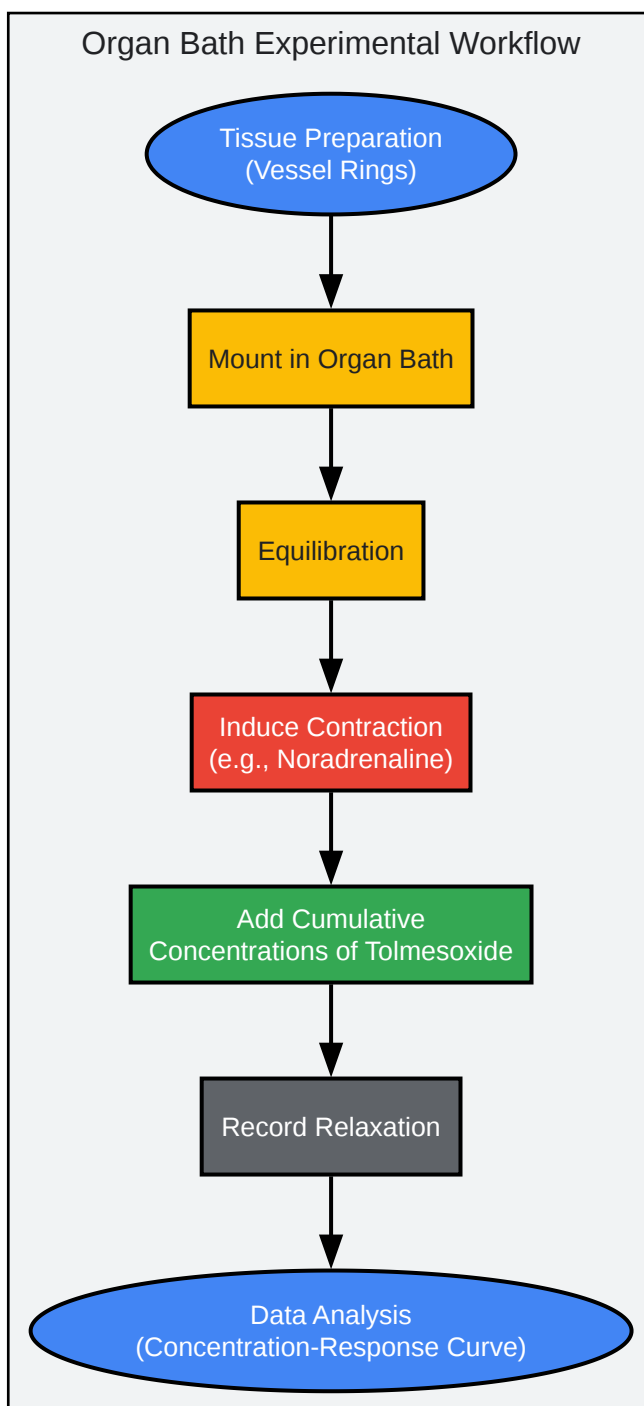 Organ Bath Experimental Workflow
Tissue Preparation
(Vessel Rings)
Mount in Organ Bath
Equilibration
Induce Contraction
(e.g., Noradrenaline)
Add Cumulative
Concentrations of Tolmesoxide
Record Relaxation
Data Analysis
(Concentration-Response Curve)